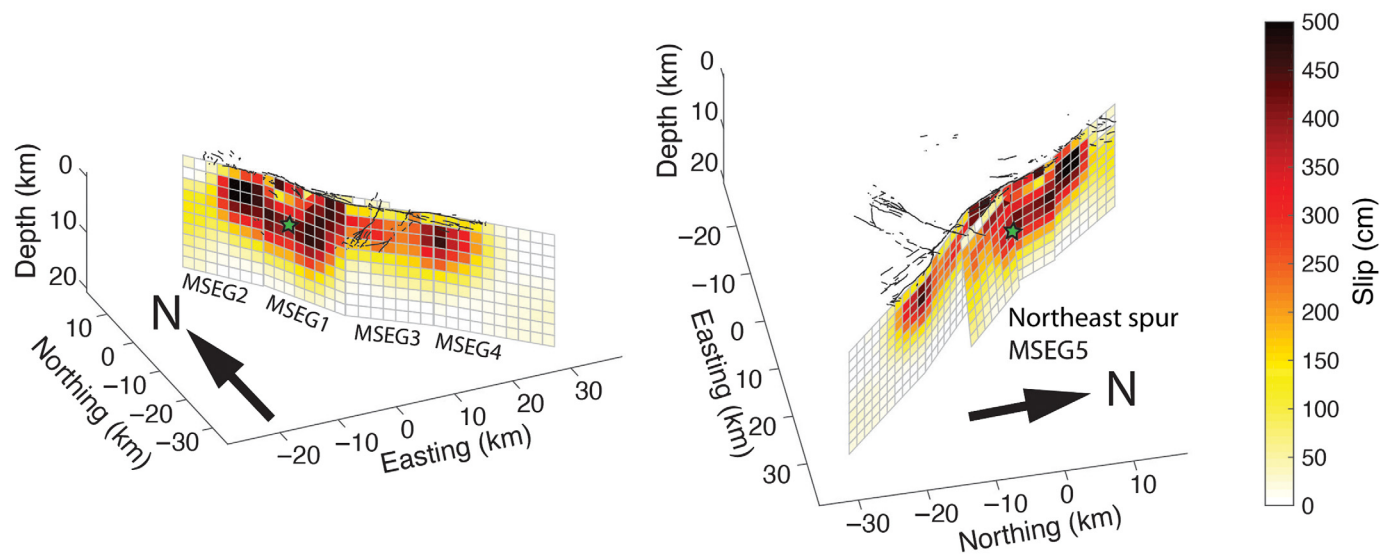 0
10
20
Depth (km)
10
0
−10
−20
−30
Northing (km)
N
MSEG2
MSEG1
MSEG3
MSEG4
−20
−10
0
10
20
30
Easting (km)
0
10
20
Depth (km)
−20
−10
0
10
20
30
Easting (km)
Northeast spur
MSEG5
N
−30
−20
−10
0
10
Northing (km)
500
450
400
350
300
250
200
150
100
50
0
Slip (cm)